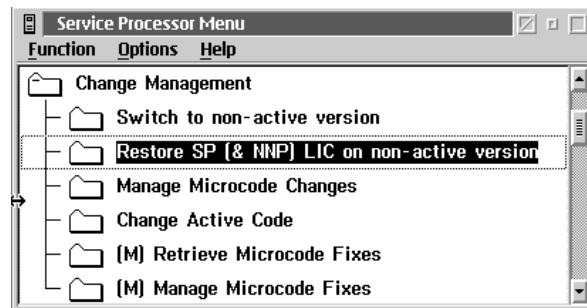 Service Processor Menu
Function Options Help
Change Management
Switch to non-active version
Restore SP (& NNP) LIC on non-active version
Manage Microcode Changes
Change Active Code
(M) Retrieve Microcode Fixes
(M) Manage Microcode Fixes